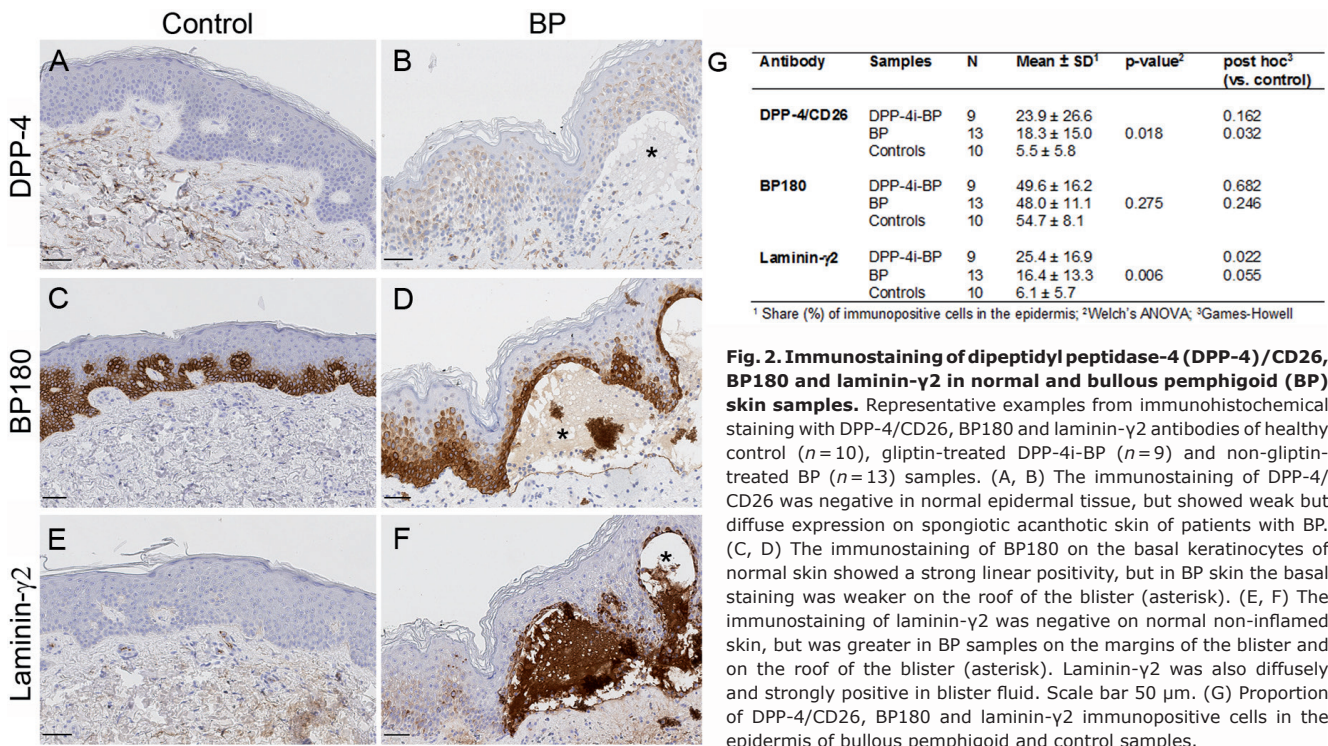 Control
BP
A
B
DPP-4
C
D
BP180
E
F
Laminin-γ2
*
*
*
G
Antibody Samples N Mean ± SD¹ p-value² post hoc³
(vs. control)
DPP-4/CD26 DPP-4i-BP 9 23.9 ± 26.6 0.162
BP 13 18.3 ± 15.0 0.018 0.032
Controls 10 5.5 ± 5.8
BP180 DPP-4i-BP 9 49.6 ± 16.2 0.682
BP 13 48.0 ± 11.1 0.275 0.246
Controls 10 54.7 ± 8.1
Laminin-γ2 DPP-4i-BP 9 25.4 ± 16.9 0.022
BP 13 16.4 ± 13.3 0.006 0.055
Controls 10 6.1 ± 5.7
¹ Share (%) of immunopositive cells in the epidermis; ²Welch's ANOVA; ³Games-Howell
Fig. 2. Immunostaining of dipeptidyl peptidase-4 (DPP-4)/CD26,
BP180 and laminin-γ2 in normal and bullous pemphigoid (BP)
skin samples. Representative examples from immunohistochemical
staining with DPP-4/CD26, BP180 and laminin-γ2 antibodies of healthy
control (n=10), gliptin-treated DPP-4i-BP (n=9) and non-gliptin-
treated BP (n=13) samples. (A, B) The immunostaining of DPP-4/
CD26 was negative in normal epidermal tissue, but showed weak but
diffuse expression on spongiotic acanthotic skin of patients with BP.
(C, D) The immunostaining of BP180 on the basal keratinocytes of
normal skin showed a strong linear positivity, but in BP skin the basal
staining was weaker on the roof of the blister (asterisk). (E, F) The
immunostaining of laminin-γ2 was negative on normal non-inflamed
skin, but was greater in BP samples on the margins of the blister and
on the roof of the blister (asterisk). Laminin-γ2 was also diffusely
and strongly positive in blister fluid. Scale bar 50 µm. (G) Proportion
of DPP-4/CD26, BP180 and laminin-γ2 immunopositive cells in the
epidermis of bullous pemphigoid and control samples.